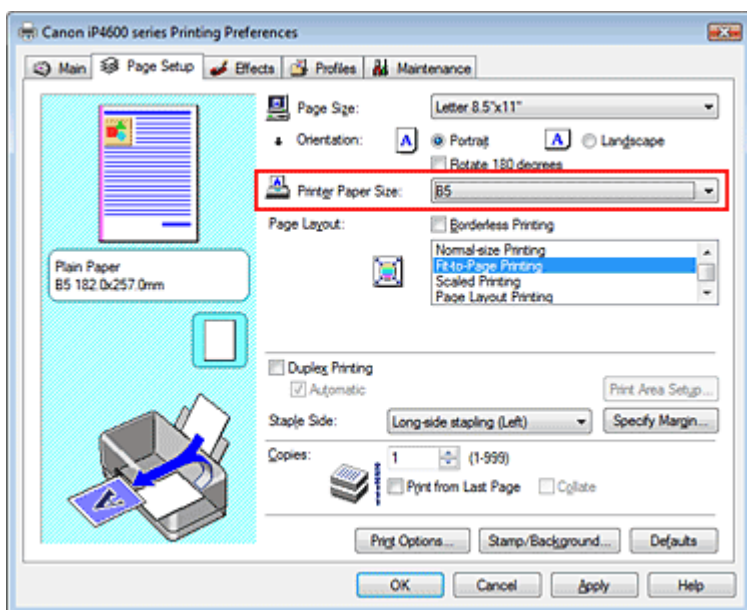 Canon iP4600 series Printing Preferences
Main Page Setup Effects Profiles Maintenance
Page Size: Letter 8.5"x11"
Orientation: A Portrait A Landscape
Rotate 180 degrees
Printer Paper Size: B5
Page Layout: Borderless Printing
Normal-size Printing
Fit-to-Page Printing
Scaled Printing
Page Layout Printing
Plain Paper
B5 182.0x257.0mm
Duplex Printing
Automatic Print Area Setup...
Staple Side: Long-side stapling (Left) Specify Margin...
Copies: 1 (1-999)
Print from Last Page Collate
Print Options... Stamp/Background... Defaults
OK Cancel Apply Help